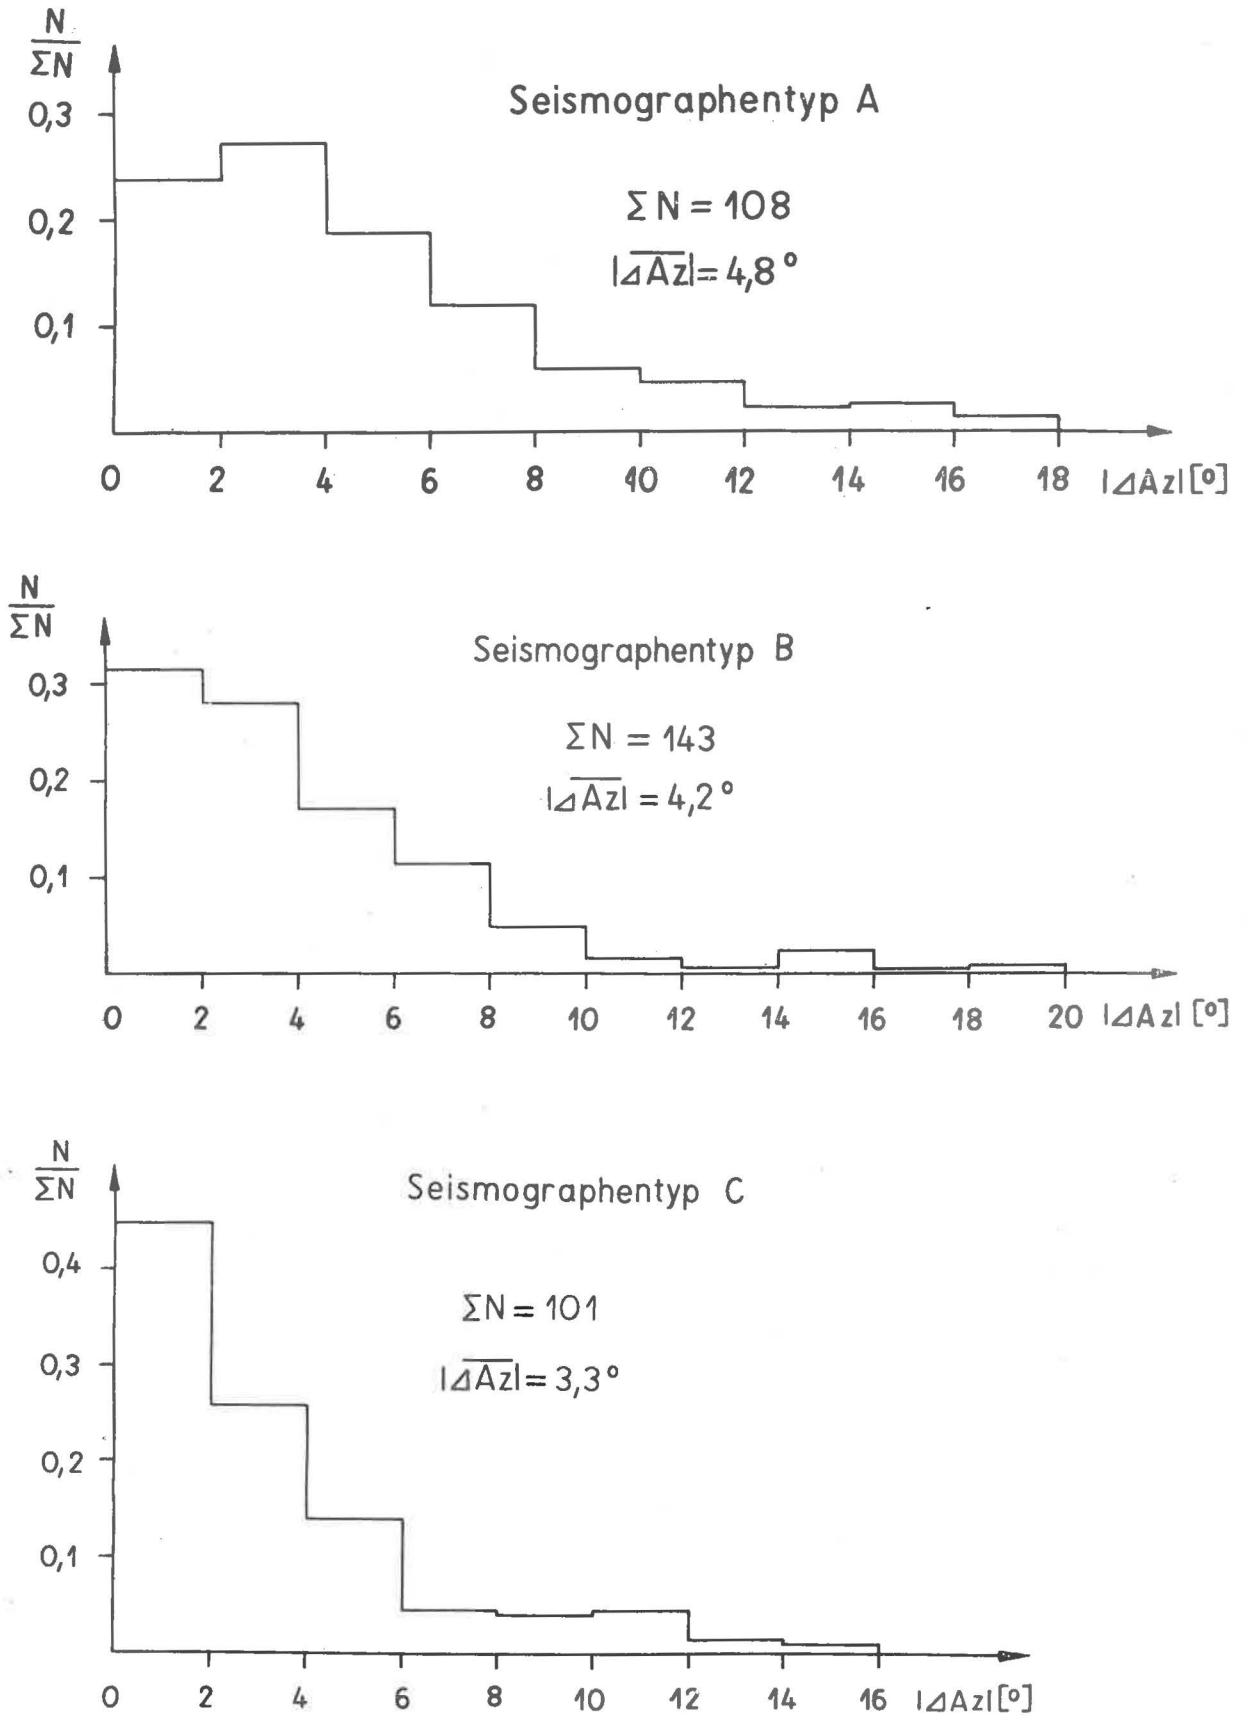 N
ΣN
Seismographentyp A
0,3
ΣN = 108
0,2
|ΔAz| = 4,8°
0,1
0 2 4 6 8 10 12 14 16 18 |ΔAz| [°]
N
ΣN
Seismographentyp B
0,3
ΣN = 143
0,2
|ΔAz| = 4,2°
0,1
0 2 4 6 8 10 12 14 16 18 20 |ΔAz| [°]
N
ΣN
Seismographentyp C
0,4
ΣN = 101
0,3
|ΔAz| = 3,3°
0,2
0,1
0 2 4 6 8 10 12 14 16 |ΔAz| [°]